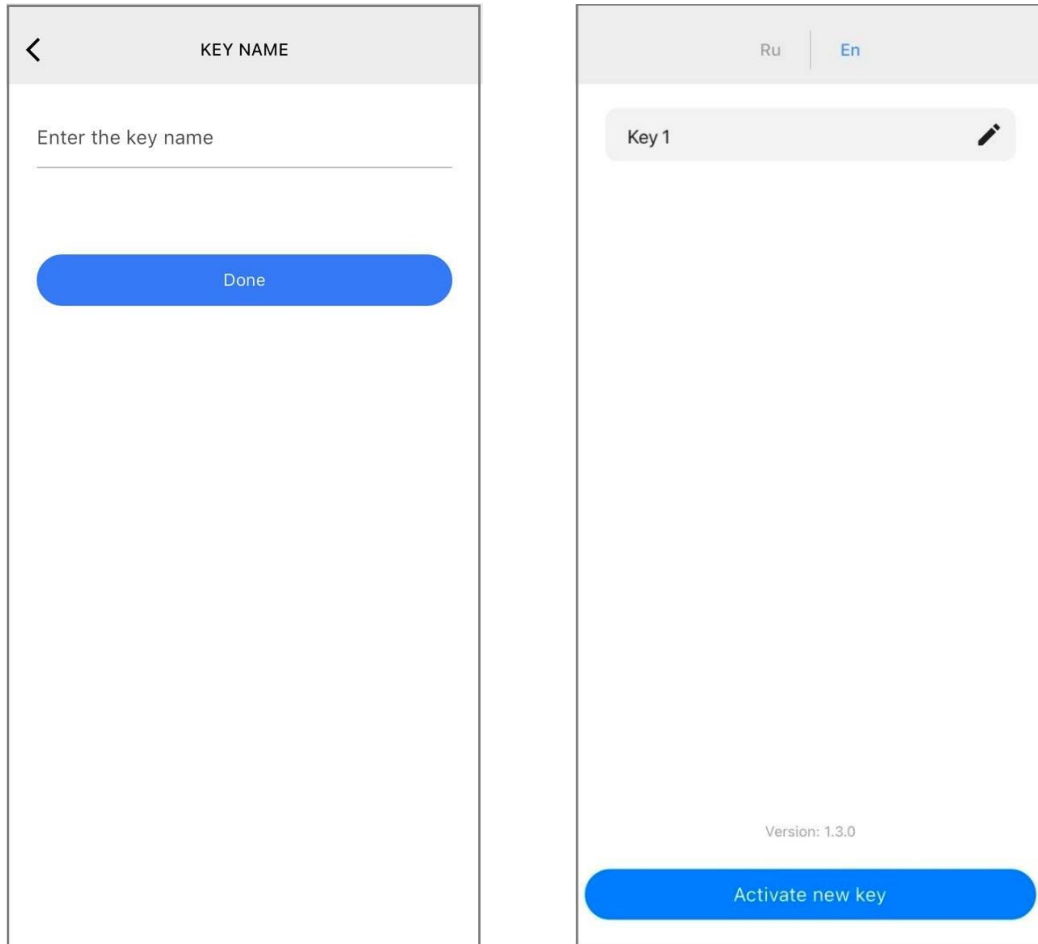 KEY NAME
Enter the key name
Done
Ru En
Key 1
Version: 1.3.0
Activate new key